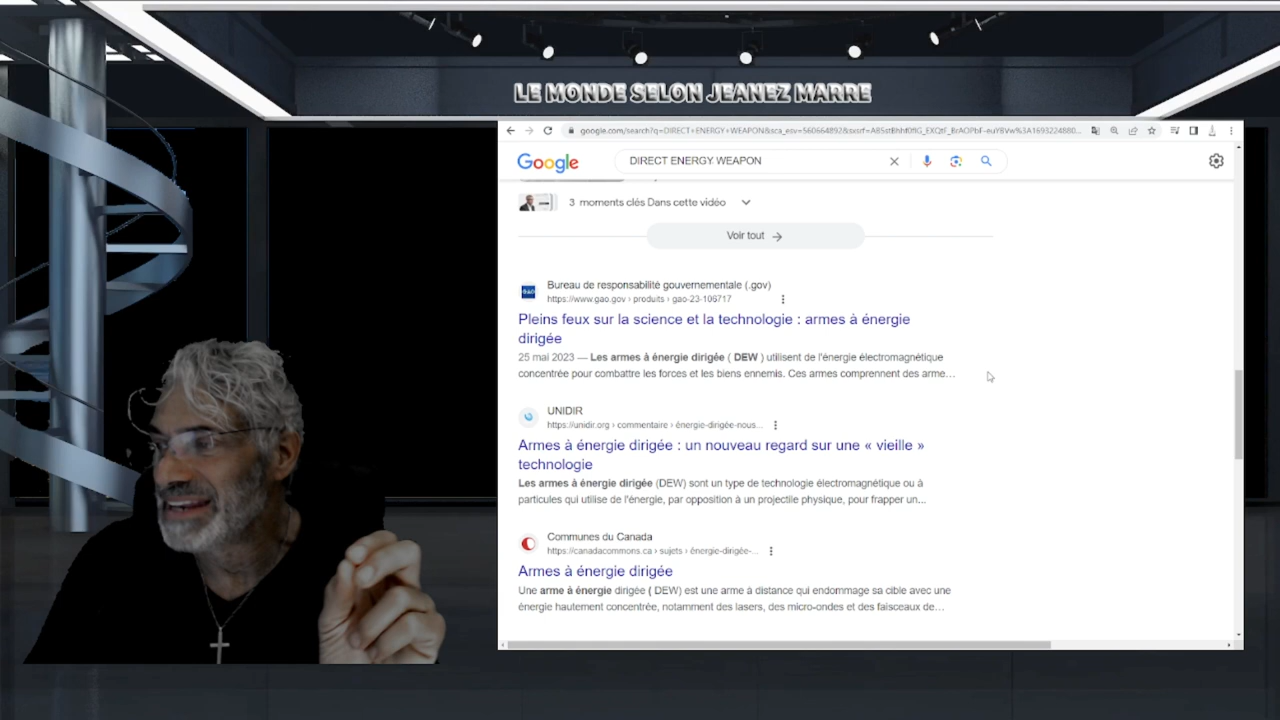 LE MONDE SELON JEANEZ MARRE
Google
DIRECT ENERGY WEAPON
3 moments clés Dans cette vidéo
Voir tout
Bureau de responsabilité gouvernementale (.gov)
https://www.gao.gov › produits › gao-23-106717
Pleins feux sur la science et la technologie : armes à énergie
dirigée
25 mai 2023 — Les armes à énergie dirigée ( DEW ) utilisent de l'énergie électromagnétique
concentrée pour combattre les forces et les biens ennemis. Ces armes comprennent des arme...
UNIDIR
https://unidir.org › commentaire › énergie-dirigée-nous...
Armes à énergie dirigée : un nouveau regard sur une « vieille »
technologie
Les armes à énergie dirigée (DEW) sont un type de technologie électromagnétique ou à
particules qui utilise de l'énergie, par opposition à un projectile physique, pour frapper un...
Communes du Canada
https://canadacommons.ca › sujets › énergie-dirigée-...
Armes à énergie dirigée
Une arme à énergie dirigée ( DEW) est une arme à distance qui endommage sa cible avec une
énergie hautement concentrée, notamment des lasers, des micro-ondes et des faisceaux de...